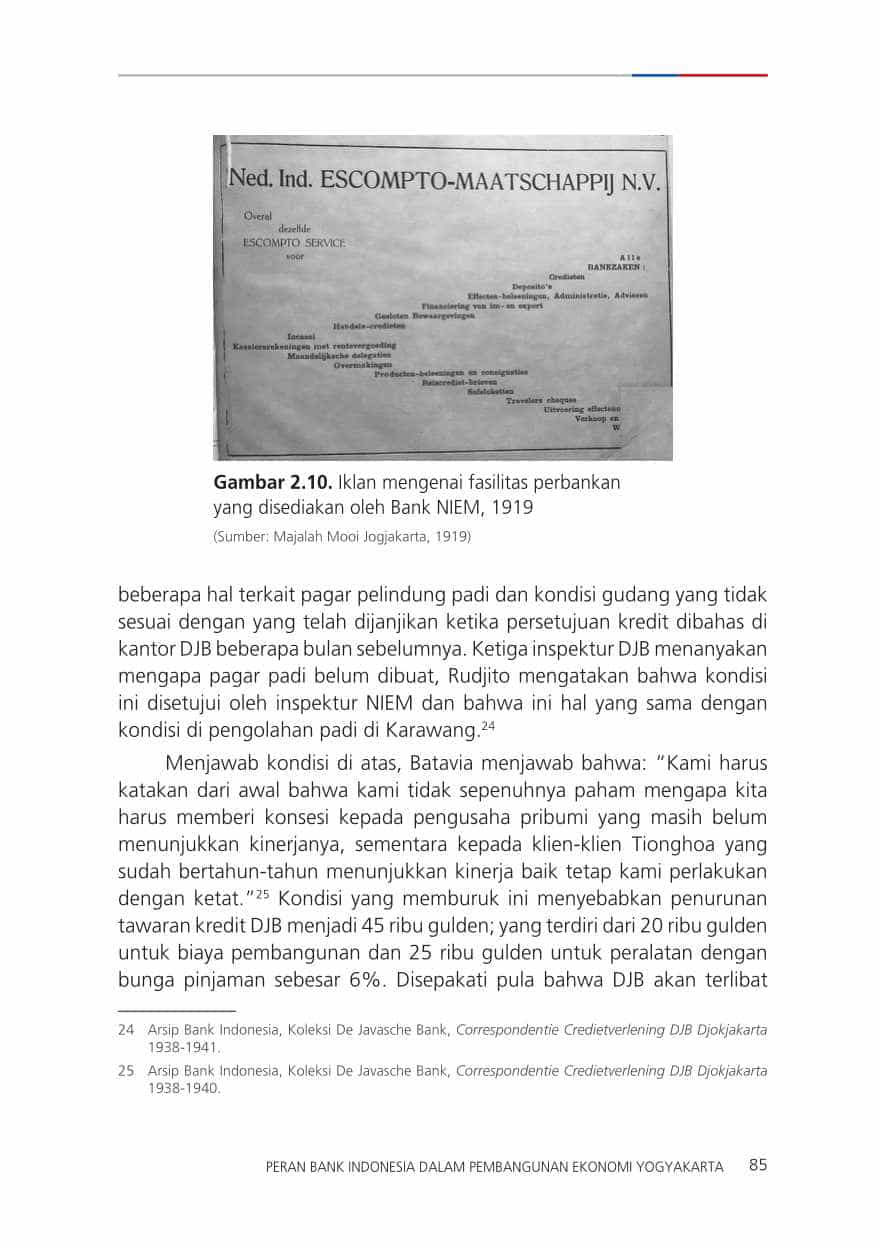 Ned. Ind. ESCOMPTO-MAATSCHAPPIJ N.V.
Overal
dezelfde
ESCOMPTO SERVICE
voor
Alle
BANKZAKEN:
Credieten
Deposito's
Effecten-beleeningen, Administratie, Adviezen
Financiering van im- en export
Gesloten Bewaargevingen
Handels-credieten
Incassi
Kassiersrekeningen met rentevergoeding
Maandelijksche delegaties
Overmakingen
Producten-beleeningen en consignaties
Reiscrediet-brieven
Safeloketten
Travelers cheques
Uitvoering effecteno
Verkoop en
W
Gambar 2.10. Iklan mengenai fasilitas perbankan
yang disediakan oleh Bank NIEM, 1919
(Sumber: Majalah Mooi Jogjakarta, 1919)
beberapa hal terkait pagar pelindung padi dan kondisi gudang yang tidak
sesuai dengan yang telah dijanjikan ketika persetujuan kredit dibahas di
kantor DJB beberapa bulan sebelumnya. Ketiga inspektur DJB menanyakan
mengapa pagar padi belum dibuat, Rudjito mengatakan bahwa kondisi
ini disetujui oleh inspektur NIEM dan bahwa ini hal yang sama dengan
kondisi di pengolahan padi di Karawang.24
Menjawab kondisi di atas, Batavia menjawab bahwa: “Kami harus
katakan dari awal bahwa kami tidak sepenuhnya paham mengapa kita
harus memberi konsesi kepada pengusaha pribumi yang masih belum
menunjukkan kinerjanya, sementara kepada klien-klien Tionghoa yang
sudah bertahun-tahun menunjukkan kinerja baik tetap kami perlakukan
dengan ketat.”25 Kondisi yang memburuk ini menyebabkan penurunan
tawaran kredit DJB menjadi 45 ribu gulden; yang terdiri dari 20 ribu gulden
untuk biaya pembangunan dan 25 ribu gulden untuk peralatan dengan
bunga pinjaman sebesar 6%. Disepakati pula bahwa DJB akan terlibat
24 Arsip Bank Indonesia, Koleksi De Javasche Bank, Correspondentie Credietverlening DJB Djokjakarta
1938-1941.
25 Arsip Bank Indonesia, Koleksi De Javasche Bank, Correspondentie Credietverlening DJB Djokjakarta
1938-1940.
PERAN BANK INDONESIA DALAM PEMBANGUNAN EKONOMI YOGYAKARTA 85